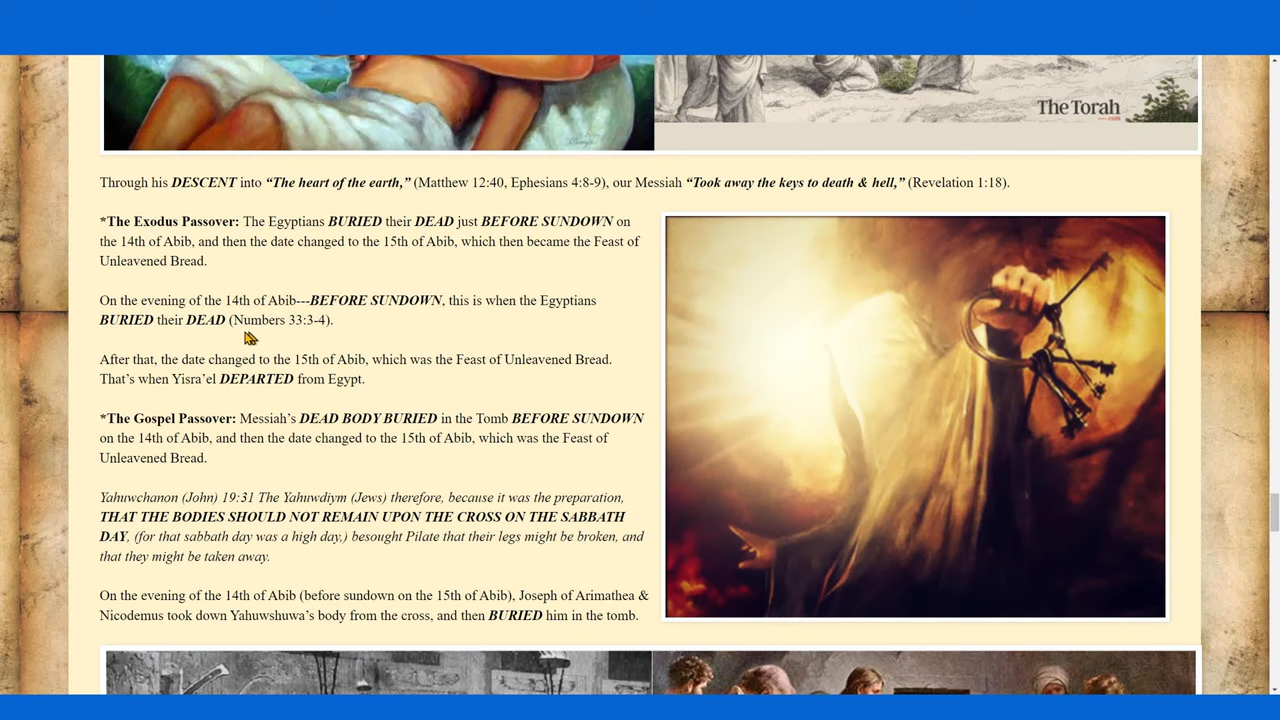 The Torah
.com
Through his DESCENT into “The heart of the earth,” (Matthew 12:40, Ephesians 4:8-9), our Messiah “Took away the keys to death & hell,” (Revelation 1:18).
*The Exodus Passover: The Egyptians BURIED their DEAD just BEFORE SUNDOWN on
the 14th of Abib, and then the date changed to the 15th of Abib, which then became the Feast of
Unleavened Bread.
On the evening of the 14th of Abib---BEFORE SUNDOWN, this is when the Egyptians
BURIED their DEAD (Numbers 33:3-4).
After that, the date changed to the 15th of Abib, which was the Feast of Unleavened Bread.
That’s when Yisra’el DEPARTED from Egypt.
*The Gospel Passover: Messiah’s DEAD BODY BURIED in the Tomb BEFORE SUNDOWN
on the 14th of Abib, and then the date changed to the 15th of Abib, which was the Feast of
Unleavened Bread.
Yahuwchanon (John) 19:31 The Yahuwdiym (Jews) therefore, because it was the preparation,
THAT THE BODIES SHOULD NOT REMAIN UPON THE CROSS ON THE SABBATH
DAY, (for that sabbath day was a high day,) besought Pilate that their legs might be broken, and
that they might be taken away.
On the evening of the 14th of Abib (before sundown on the 15th of Abib), Joseph of Arimathea &
Nicodemus took down Yahuwshuwa’s body from the cross, and then BURIED him in the tomb.